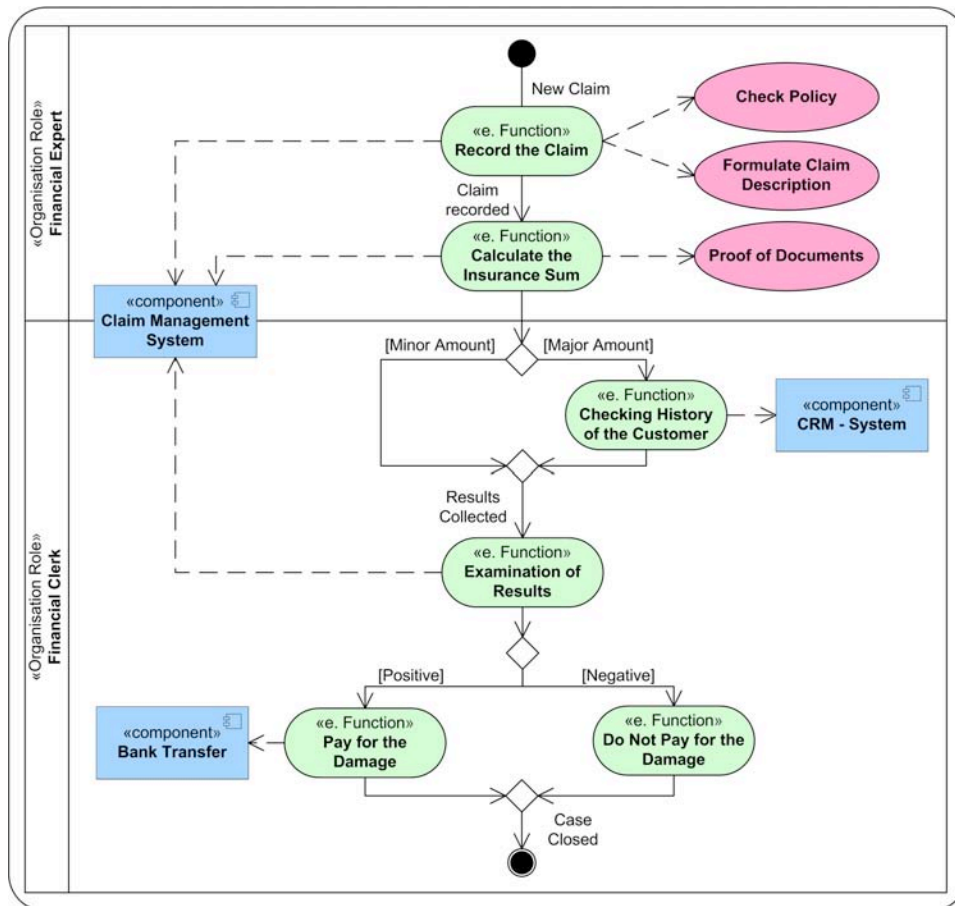 «Organisation Role»
Financial Expert
New Claim
«e. Function»
Record the Claim
Check Policy
Formulate Claim
Description
Claim
recorded
«e. Function»
Calculate the
Insurance Sum
Proof of Documents
«component»
Claim Management
System
«Organisation Role»
Financial Clerk
[Minor Amount]
[Major Amount]
«e. Function»
Checking History
of the Customer
«component»
CRM - System
Results
Collected
«e. Function»
Examination of
Results
[Positive]
[Negative]
«component»
Bank Transfer
«e. Function»
Pay for the
Damage
«e. Function»
Do Not Pay for the
Damage
Case
Closed